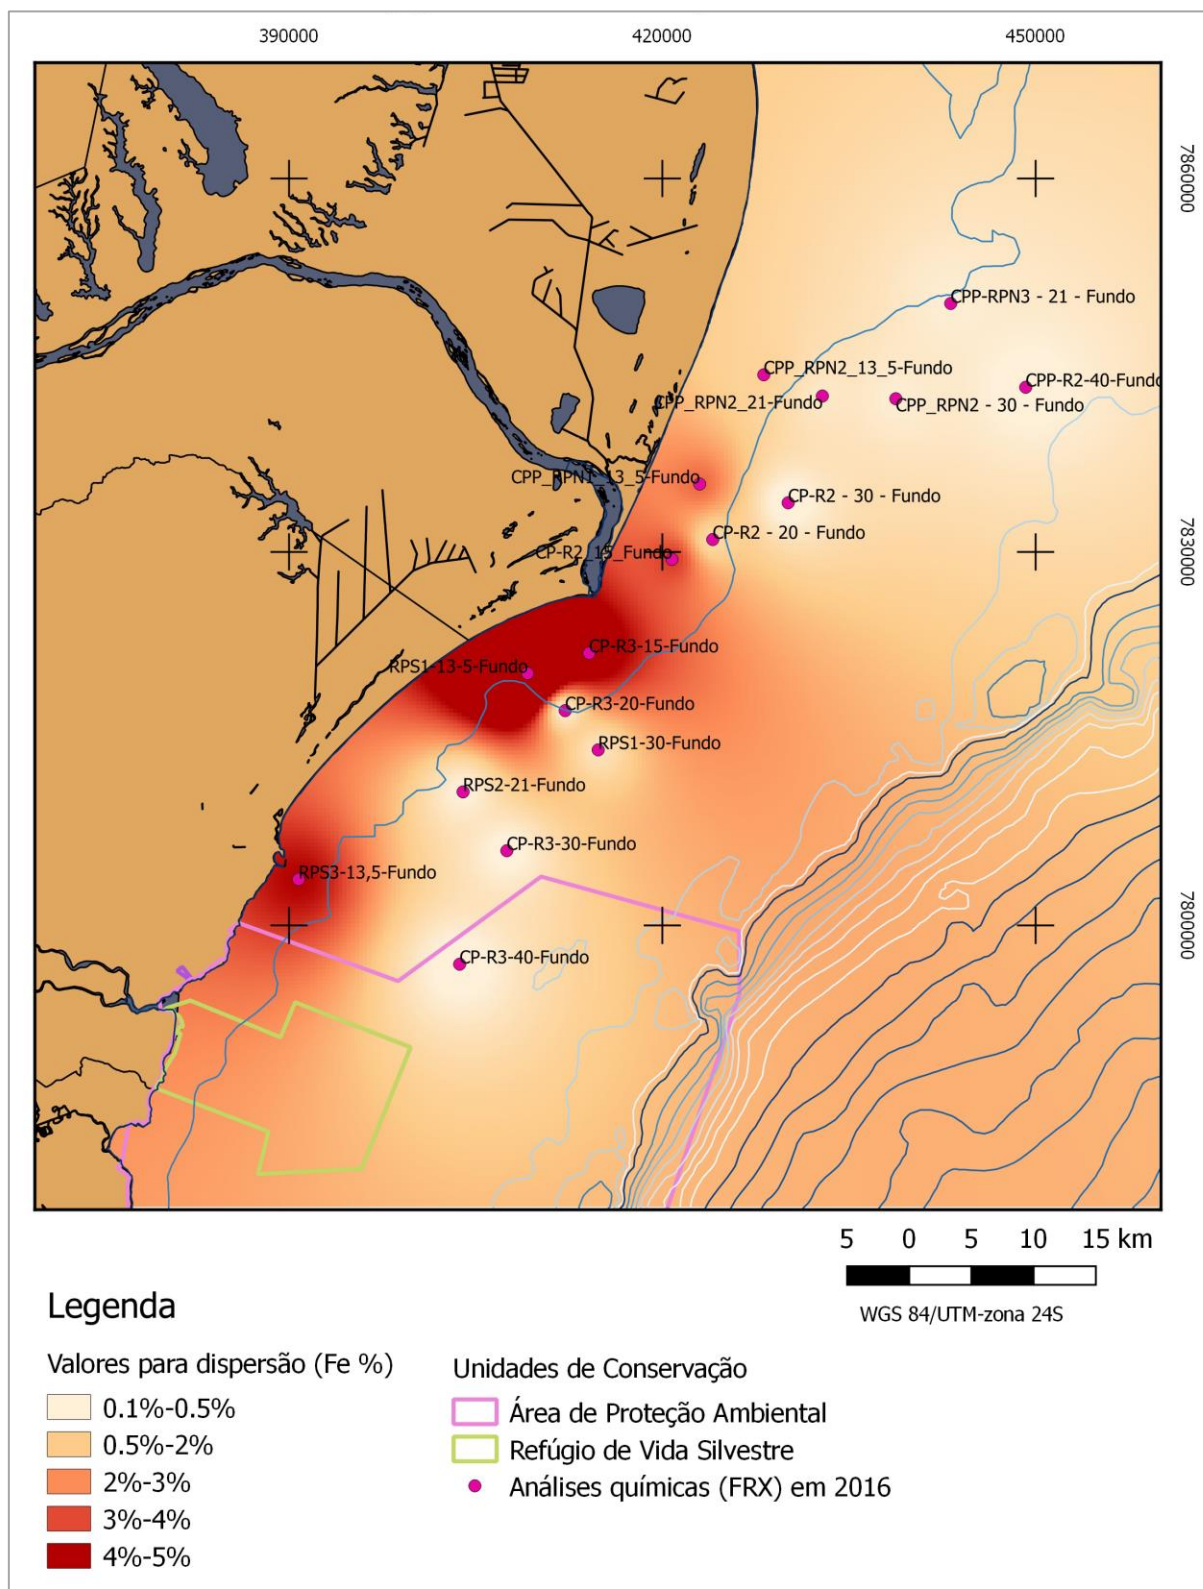 390000 420000 450000
7860000
CPP-RPN3 - 21 - Fundo
CPP_RPN2_13_5-Fundo
CPP-R2-40-Fundo
CPP_RPN2_21-Fundo
CPP_RPN2 - 30 - Fundo
CPP_RPN1_13_5-Fundo
CP-R2 - 30 - Fundo
CP-R2 - 20 - Fundo
CP-R2_15_Fundo
7830000
CP-R3-15-Fundo
RPS1-13-5-Fundo
CP-R3-20-Fundo
RPS1-30-Fundo
RPS2-21-Fundo
CP-R3-30-Fundo
RPS3-13,5-Fundo
7800000
CP-R3-40-Fundo
5 0 5 10 15 km
WGS 84/UTM-zona 24S
Legenda
Valores para dispersão (Fe %)
0.1%-0.5%
0.5%-2%
2%-3%
3%-4%
4%-5%
Unidades de Conservação
Área de Proteção Ambiental
Refúgio de Vida Silvestre
Análises químicas (FRX) em 2016